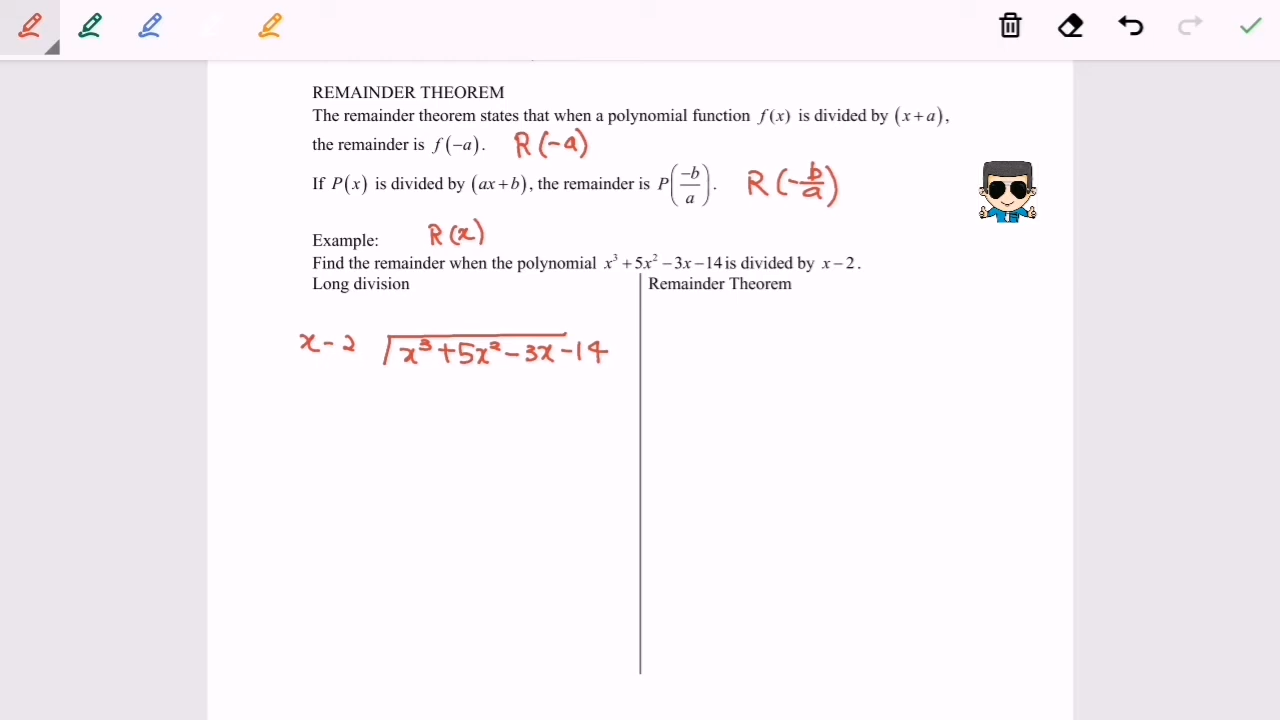 REMAINDER THEOREM
The remainder theorem states that when a polynomial function f(x) is divided by (x+a),
the remainder is f(−a). R(-a)
If P(x) is divided by (ax+b), the remainder is P(−b/a). R(-b/a)
Example: R(x)
Find the remainder when the polynomial x³+5x²−3x−14 is divided by x−2.
Long division
Remainder Theorem
x-2 x³+5x²-3x-14